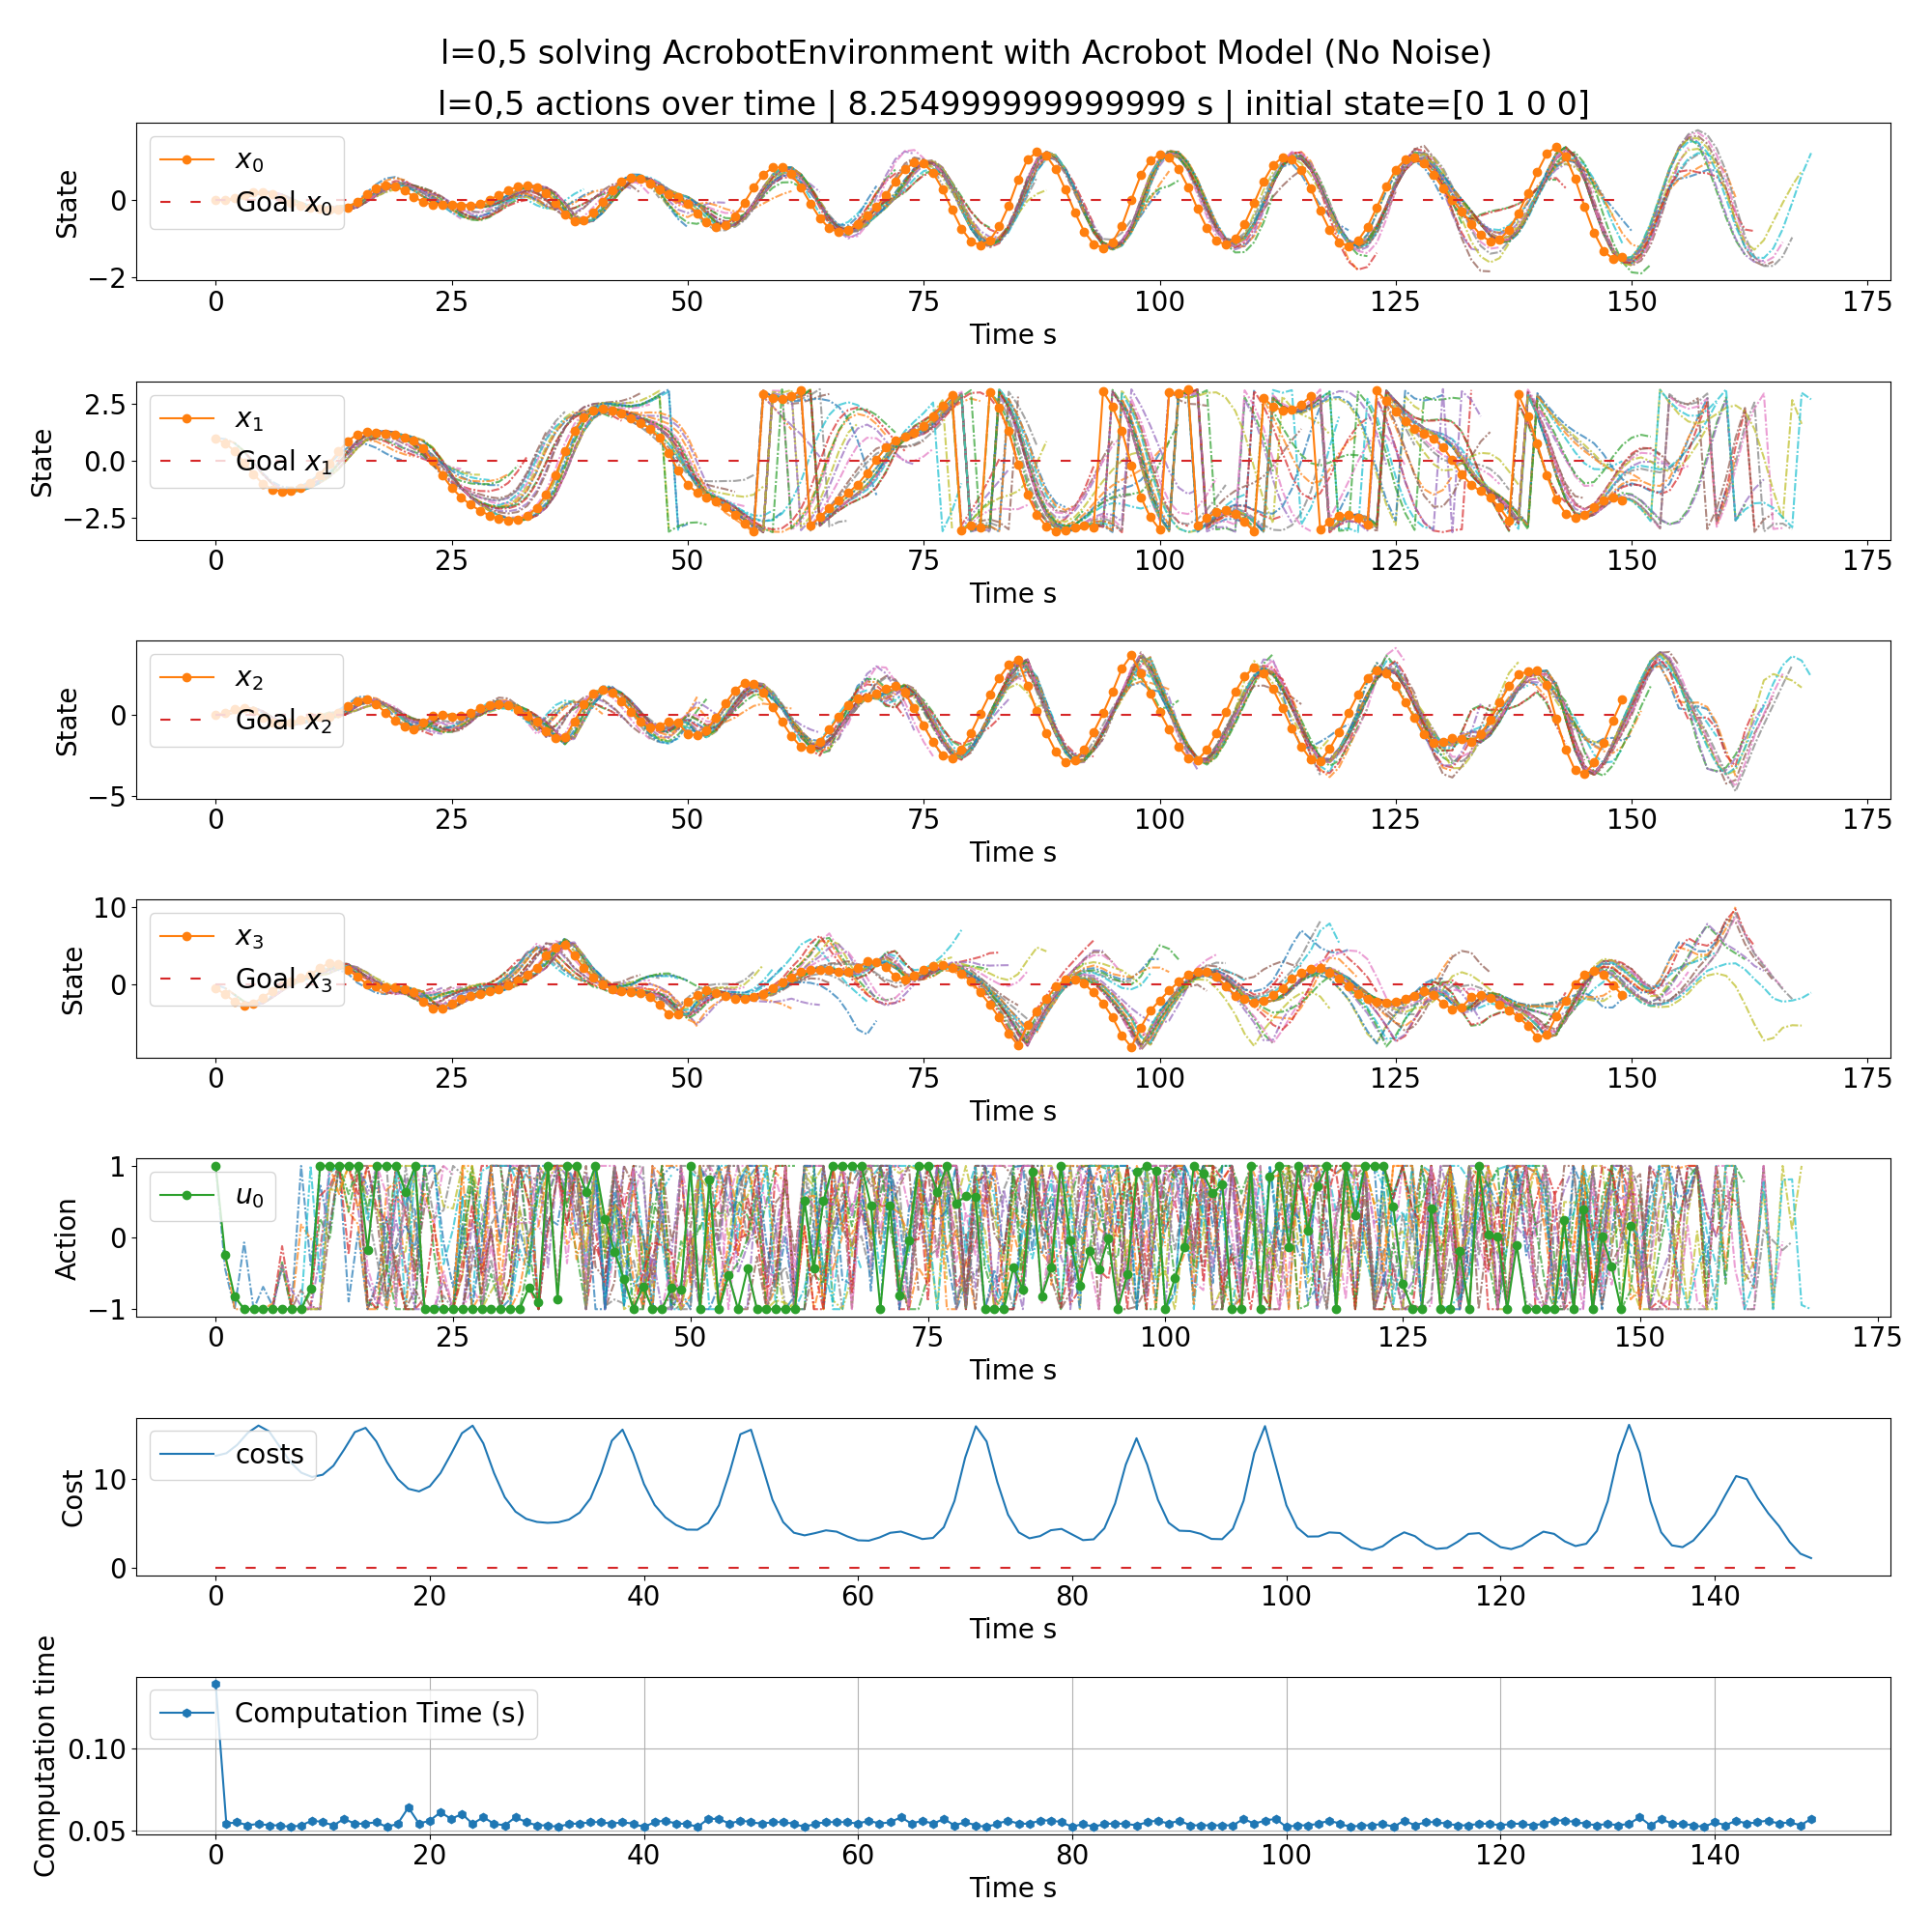 l=0,5 solving AcrobotEnvironment with Acrobot Model (No Noise)
l=0,5 actions over time | 8.254999999999999 s | initial state=[0 1 0 0]
State
0
−2
x₀
Goal x₀
0 25 50 75 100 125 150 175
Time s
State
2.5
0.0
−2.5
x₁
Goal x₁
0 25 50 75 100 125 150 175
Time s
State
0
−5
x₂
Goal x₂
0 25 50 75 100 125 150 175
Time s
State
10
0
x₃
Goal x₃
0 25 50 75 100 125 150 175
Time s
Action
1
0
−1
u₀
0 25 50 75 100 125 150 175
Time s
Cost
10
0
costs
0 20 40 60 80 100 120 140
Time s
Computation time
0.10
0.05
Computation Time (s)
0 20 40 60 80 100 120 140
Time s